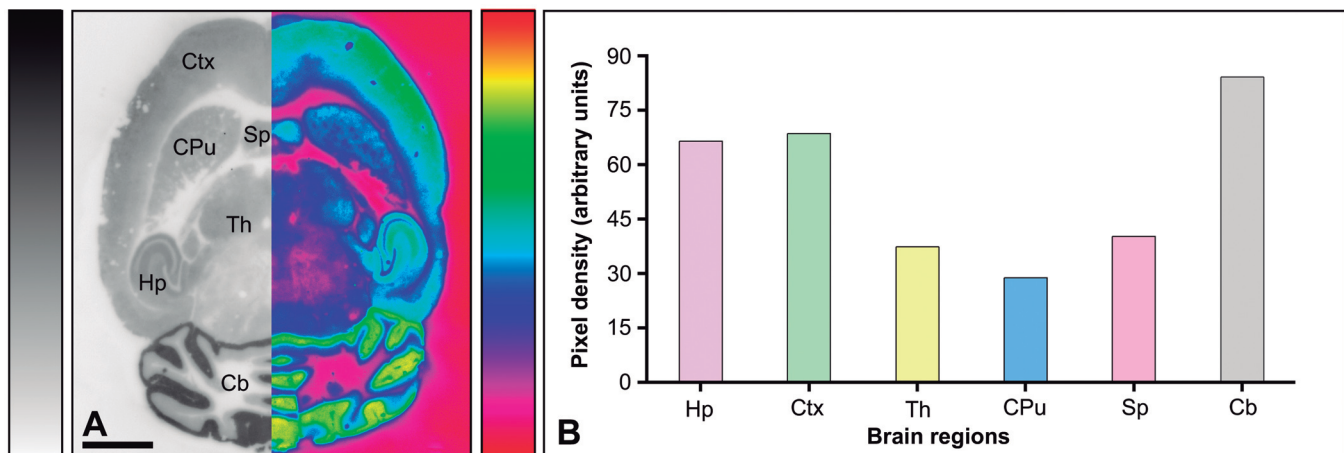 Ctx
CPu
Sp
Th
Hp
Cb
A
Pixel density (arbitrary units)
90
75
60
45
30
15
0
Hp Ctx Th CPu Sp Cb
Brain regions
B